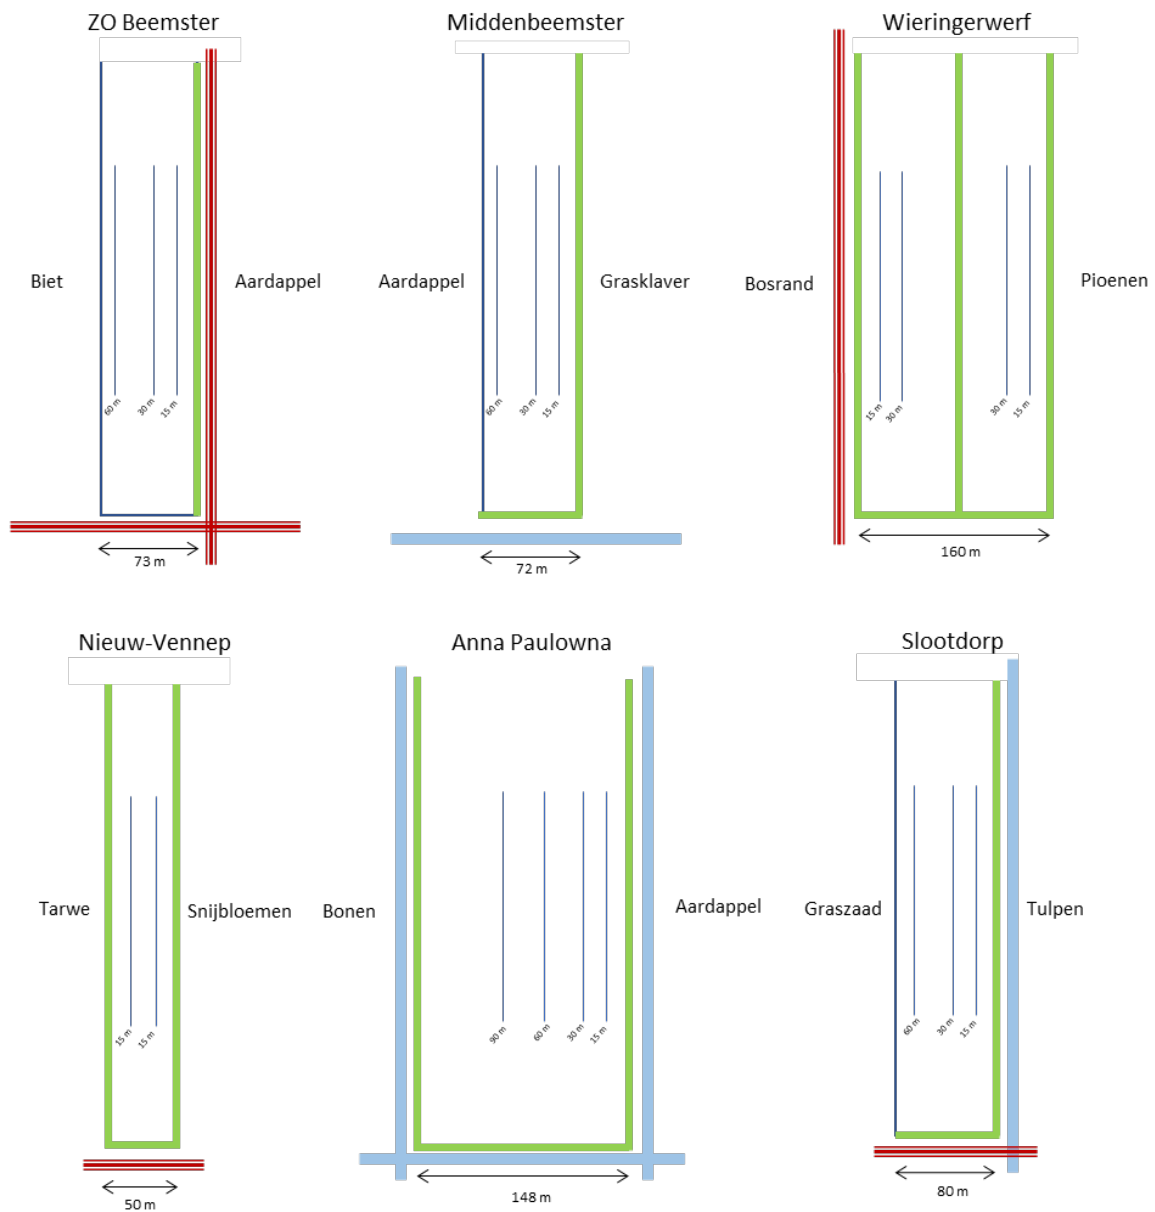 ZO Beemster
Middenbeemster
Wieringerwerf
Biet
Aardappel
Aardappel
Grasklaver
Bosrand
Pioenen
60 m
30 m
15 m
60 m
30 m
15 m
15 m
30 m
30 m
15 m
73 m
72 m
160 m
Nieuw-Vennep
Anna Paulowna
Slootdorp
Tarwe
Snijbloemen
Bonen
Aardappel
Graszaad
Tulpen
15 m
15 m
90 m
60 m
30 m
15 m
60 m
30 m
15 m
50 m
148 m
80 m